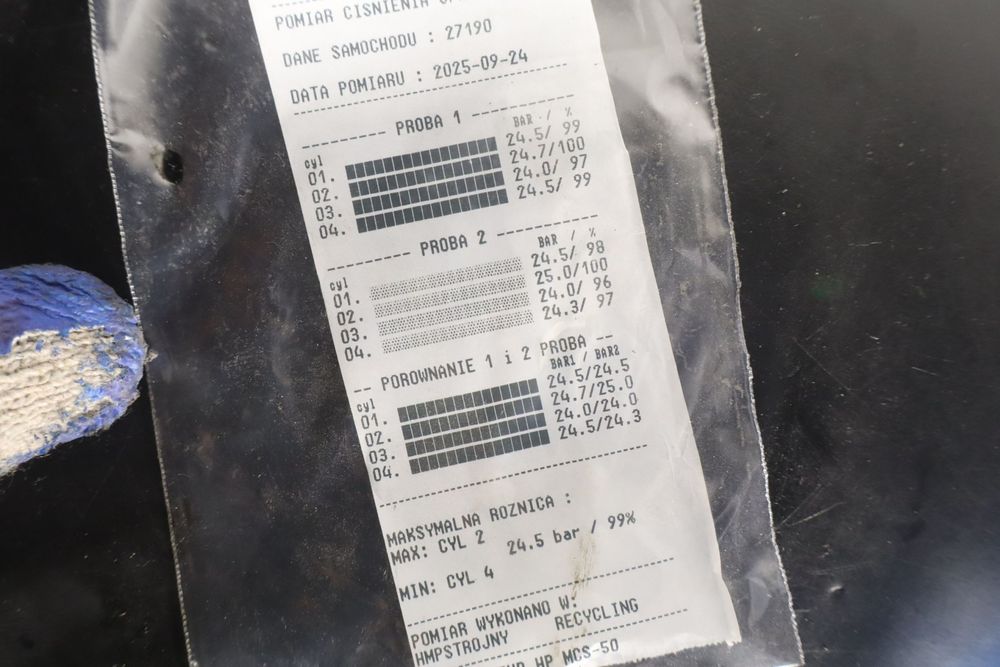 POMIAR CISNIENIA
DANE SAMOCHODU : 27190
DATA POMIARU : 2025-09-24
PROBA 1
cyl BAR / %
01. 24.5/ 99
02. 24.7/100
03. 24.0/ 97
04. 24.5/ 99
PROBA 2
cyl BAR / %
01. 24.5/ 98
02. 25.0/100
03. 24.0/ 96
04. 24.3/ 97
POROWNANIE 1 i 2 PROBA
cyl BAR1 / BAR2
01. 24.5/24.5
02. 24.7/25.0
03. 24.0/24.0
04. 24.5/24.3
MAKSYMALNA ROZNICA :
MAX: CYL 2 24.5 bar / 99%
MIN: CYL 4
POMIAR WYKONANO W:
HMPSTROJNY RECYCLING
HP MCS-50